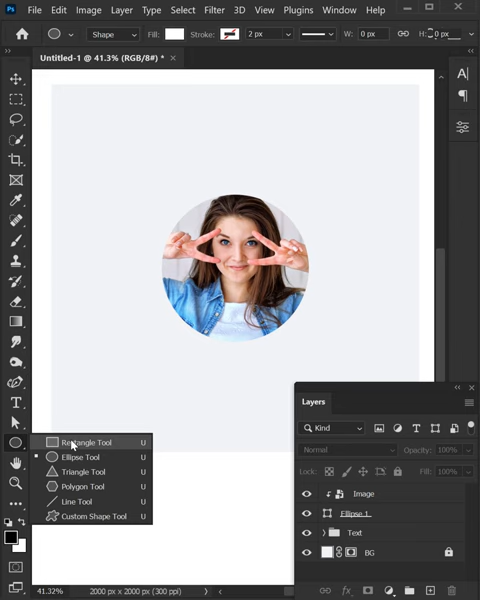 Ps File Edit Image Layer Type Select Filter 3D View Plugins Window Help
Shape Fill: Stroke: 2 px W: 0 px H: 0 px
Untitled-1 @ 41.3% (RGB/8#) *
Rectangle Tool U
Ellipse Tool U
Triangle Tool U
Polygon Tool U
Line Tool U
Custom Shape Tool U
Layers
Kind
Normal Opacity: 100%
Lock: Fill: 100%
Image
Ellipse 1
Text
BG
41.32% 2000 px x 2000 px (300 ppi)